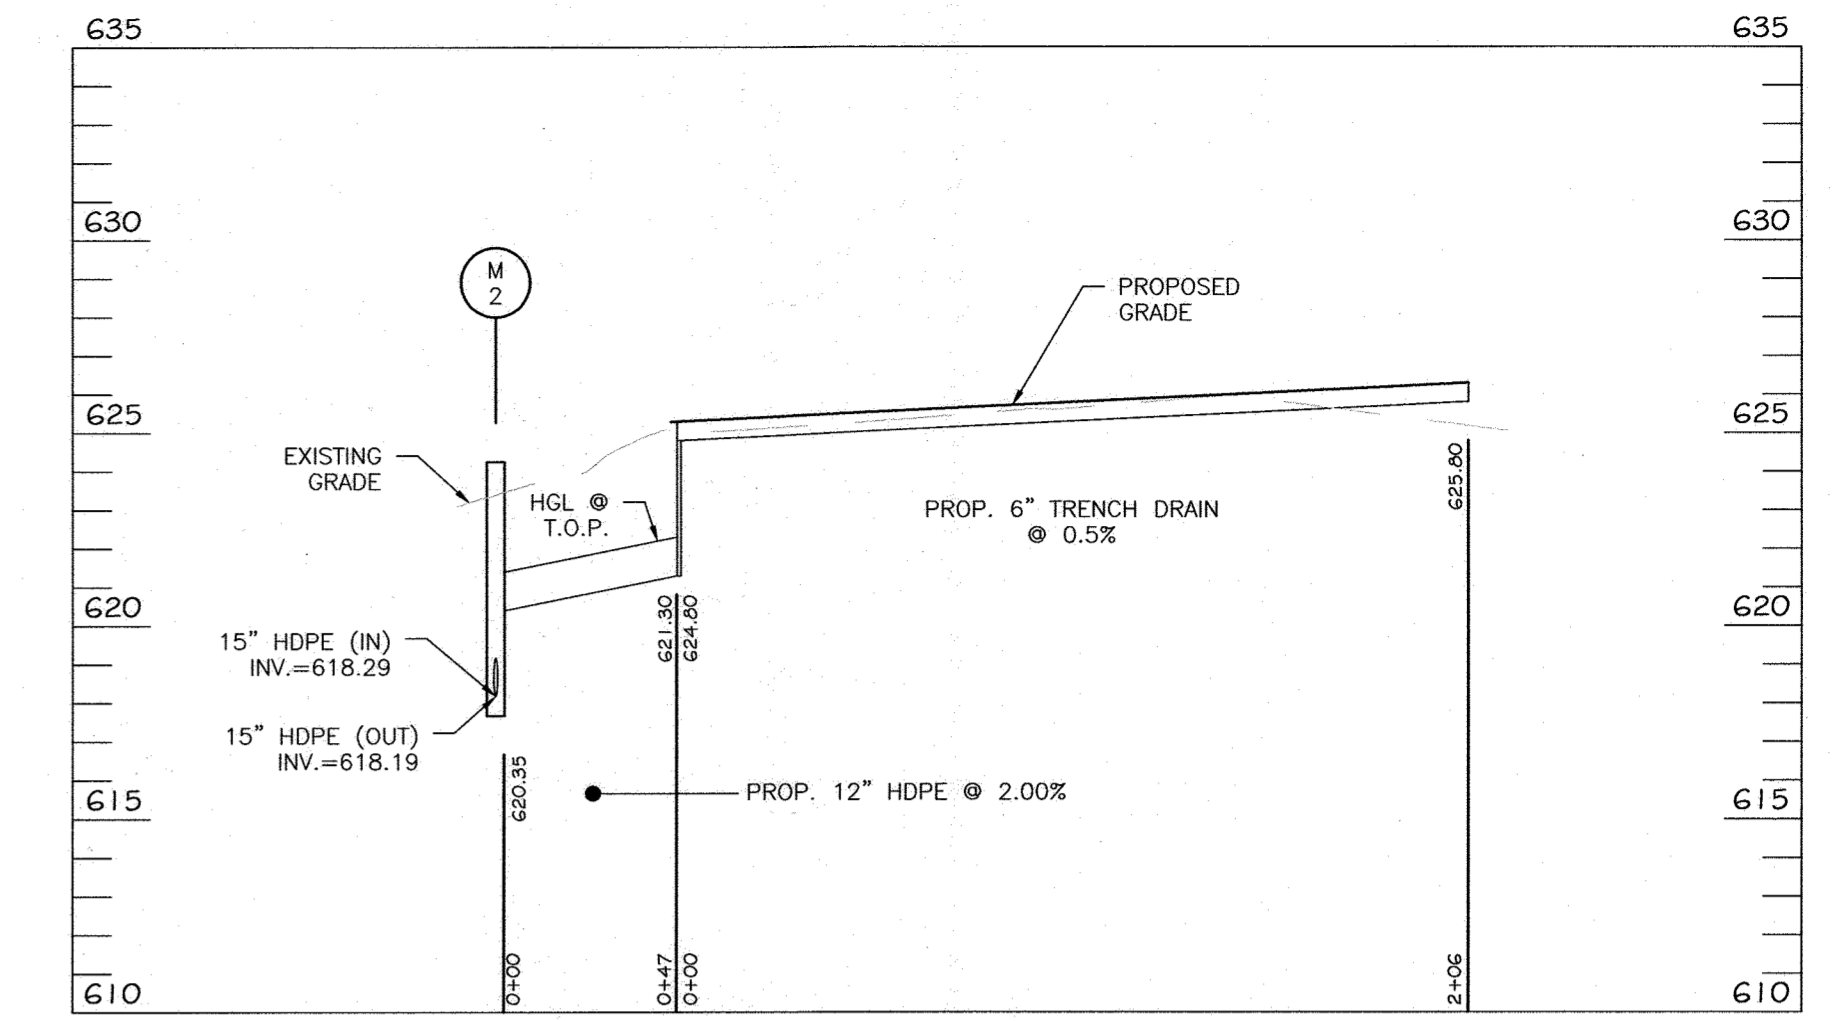 635
635
630
630
M
2
PROPOSED
GRADE
625
625
EXISTING
GRADE
HGL @
T.O.P.
PROP. 6” TRENCH DRAIN
@ 0.5%
625.80
620
621.30
624.80
620
15” HDPE (IN)
INV.=618.29
15” HDPE (OUT)
INV.=618.19
620.35
615
PROP. 12” HDPE @ 2.00%
615
610
0+00
0+47
0+00
2+06
610